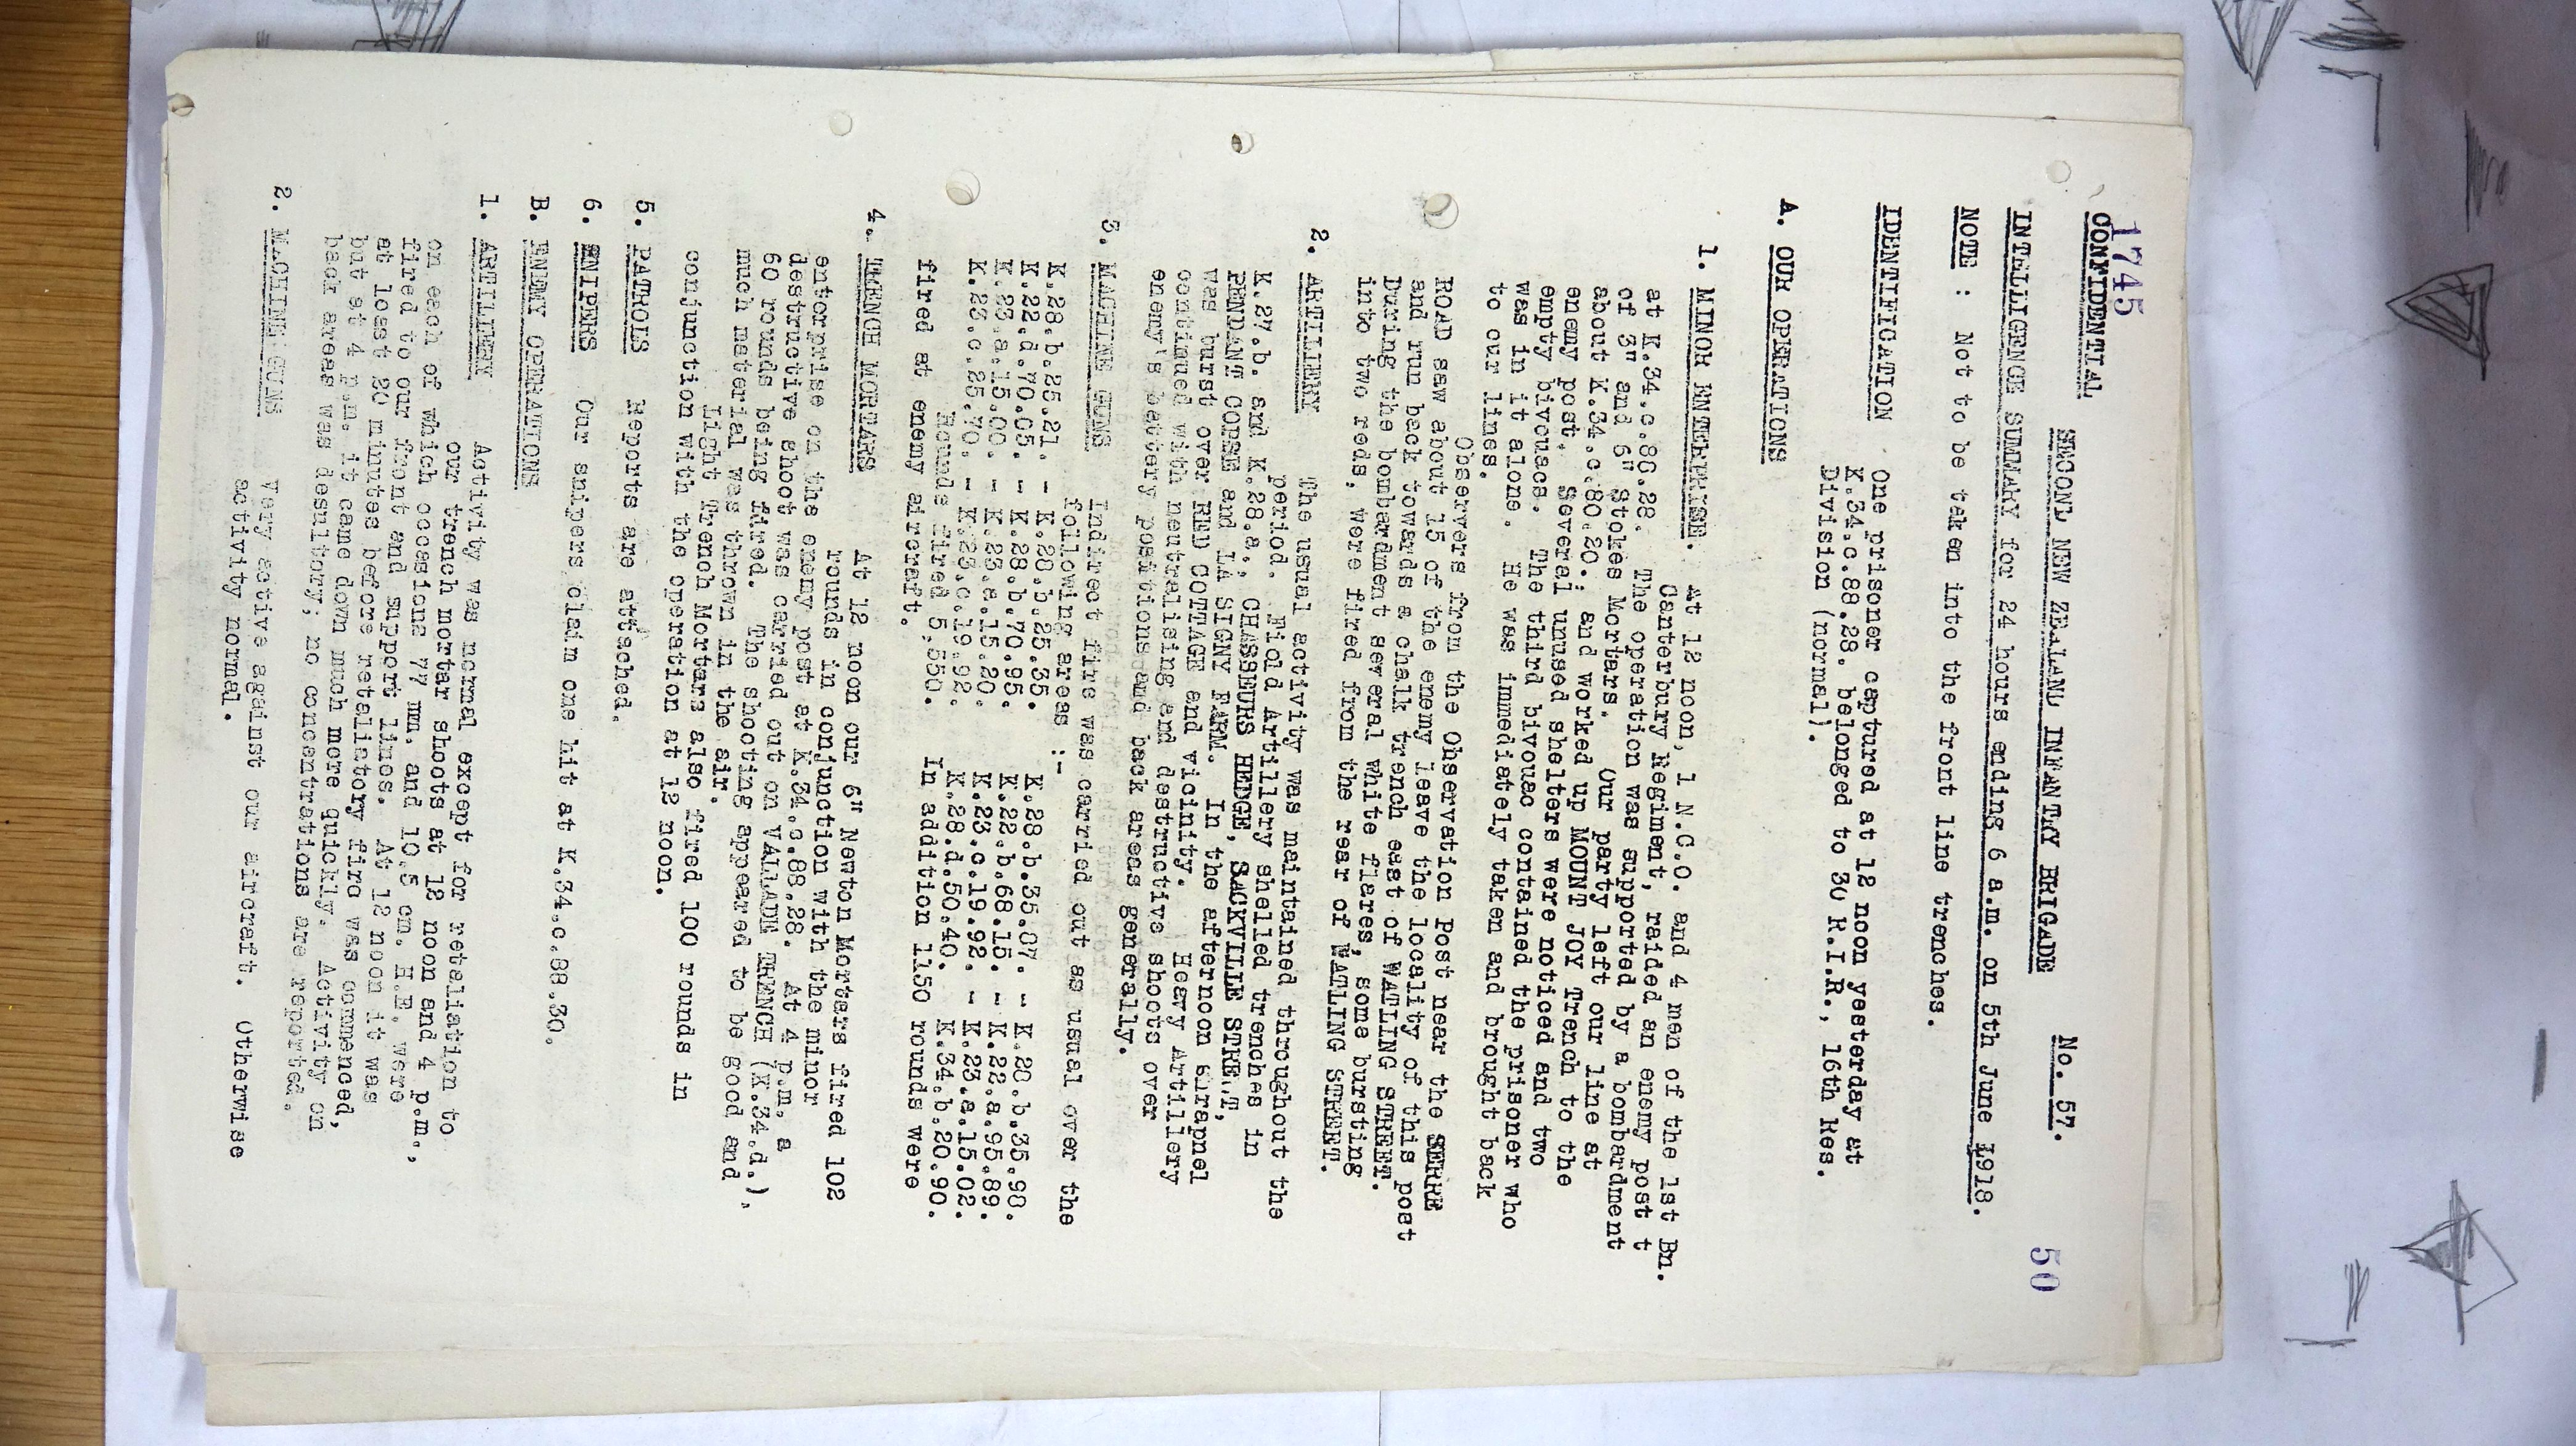 1745
CONFIDENTIAL
SECOND NEW ZEALAND INFANTRY BRIGADE No. 57. 50
INTELLIGENCE SUMMARY for 24 hours ending 6 a.m. on 5th June 1918.
NOTE : Not to be taken into the front line trenches.
IDENTIFICATION One prisoner captured at 12 noon yesterday at
K.34.c.88.28. belonged to 30 R.I.R., 16th Res.
Division (normal).
A. OUR OPERATIONS
1. MINOR ENTERPRISE. At 12 noon, 1 N.C.O. and 4 men of the 1st Bn.
Canterbury Regiment, raided an enemy post t
at K.34.c.88.28. The operation was supported by a bombardment
of 3" and 6" Stokes Mortars. Our party left our line at
about K.34.c.80.20.; and worked up MOUNT JOY Trench to the
enemy post. Several unused shelters were noticed and two
empty bivouacs. The third bivouac contained the prisoner who
was in it alone. He was immediately taken and brought back
to our lines.
Observers from the Observation Post near the SERRE
ROAD saw about 15 of the enemy leave the locality of this post
and run back towards a chalk trench east of WATLING STREET.
During the bombardment several white flares, some bursting
into two reds, were fired from the rear of WATLING STREET.
2. ARTILLERY The usual activity was maintained throughout the
period. Field Artillery shelled trenches in
K.27.b. and K.28.a., CHASSEURS HEDGE, SACKVILLE STREET,
PENDANT COPSE and LA SIGNY FARM. In the afternoon shrapnel
was burst over RED COTTAGE and vicinity. Heavy Artillery
continued with neutralising and destructive shoots over
enemy's battery positions and back areas generally.
3. MACHINE GUNS Indirect fire was carried out as usual over the
following areas :-
K.28.b.25.21. - K.28.b.25.35. K.28.b.35.07. - K.28.b.35.98.
K.22.d.70.05. - K.28.b.70.95. K.22.b.68.15. - K.22.a.95.89.
K.23.a.15.00. - K.23.a.15.20. K.23.c.19.92. - K.23.a.15.02.
K.23.c.25.70. - K.23.c.19.92. K.28.d.50.40. K.34.b.20.90.
Rounds fired 5,550. In addition 1150 rounds were
fired at enemy aircraft.
4. TRENCH MORTARS At 12 noon our 6" Newton Mortars fired 102
rounds in conjunction with the minor
enterprise on the enemy post at K.34.c.88.28. At 4 p.m. a
destructive shoot was carried out on VALLADE TRENCH (K.34.d.),
60 rounds being fired. The shooting appeared to be good and
much material was thrown in the air.
Light Trench Mortars also fired 100 rounds in
conjunction with the operation at 12 noon.
5. PATROLS Reports are attached.
6. SNIPERS Our snipers claim one hit at K.34.c.88.30.
B. ENEMY OPERATIONS
1. ARTILLERY Activity was normal except for retaliation to
our trench mortar shoots at 12 noon and 4 p.m.,
on each of which occasions 77 mm. and 10.5 cm. H.E. were
fired to our front and support lines. At 12 noon it was
at least 20 minutes before retaliatory fire was commenced,
but at 4 p.m. it came down much more quickly. Activity on
back areas was desultory; no concentrations are reported.
2. MACHINE GUNS Very active against our aircraft. Otherwise
activity normal.